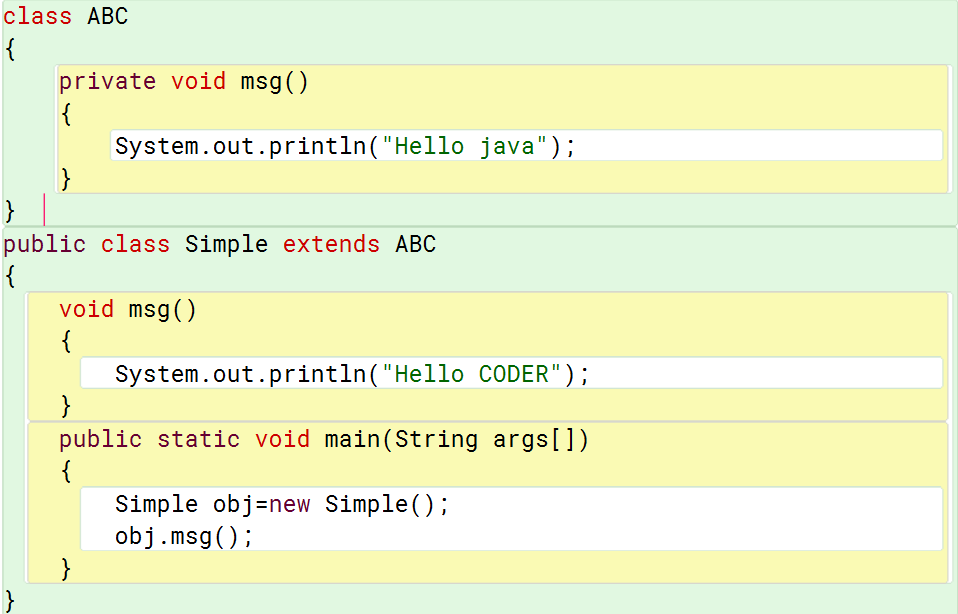 class ABC
{
    private void msg()
    {
        System.out.println("Hello java");
    }
}
public class Simple extends ABC
{
    void msg()
    {
        System.out.println("Hello CODER");
    }
    public static void main(String args[])
    {
        Simple obj=new Simple();
        obj.msg();
    }
}